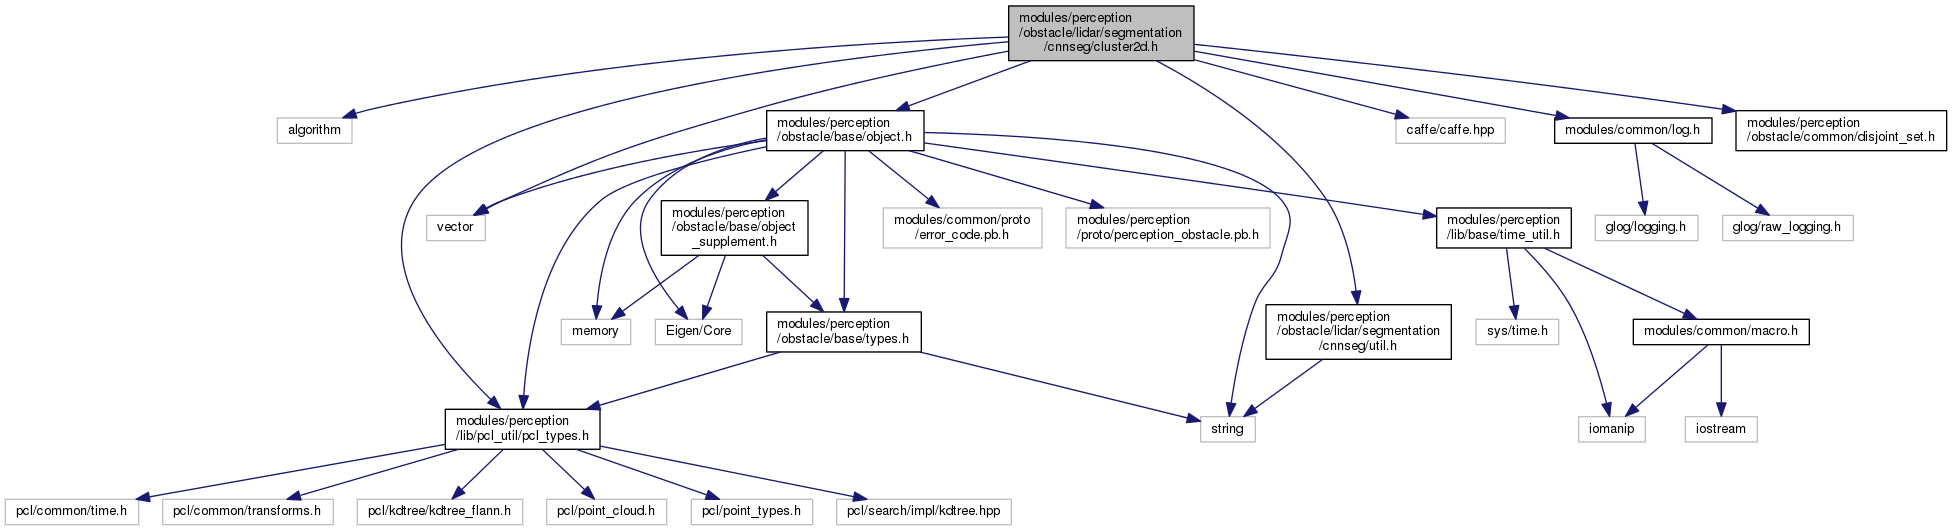 modules/perception
/obstacle/lidar/segmentation
/cnnseg/cluster2d.h
algorithm
modules/perception
/obstacle/base/object.h
caffe/caffe.hpp
modules/common/log.h
modules/perception
/obstacle/common/disjoint_set.h
vector
modules/perception
/obstacle/base/object
_supplement.h
modules/common/proto
/error_code.pb.h
modules/perception
/proto/perception_obstacle.pb.h
modules/perception
/lib/base/time_util.h
glog/logging.h
glog/raw_logging.h
memory
Eigen/Core
modules/perception
/obstacle/base/types.h
modules/perception
/obstacle/lidar/segmentation
/cnnseg/util.h
sys/time.h
modules/common/macro.h
modules/perception
/lib/pcl_util/pcl_types.h
string
iomanip
iostream
pcl/common/time.h
pcl/common/transforms.h
pcl/kdtree/kdtree_flann.h
pcl/point_cloud.h
pcl/point_types.h
pcl/search/impl/kdtree.hpp